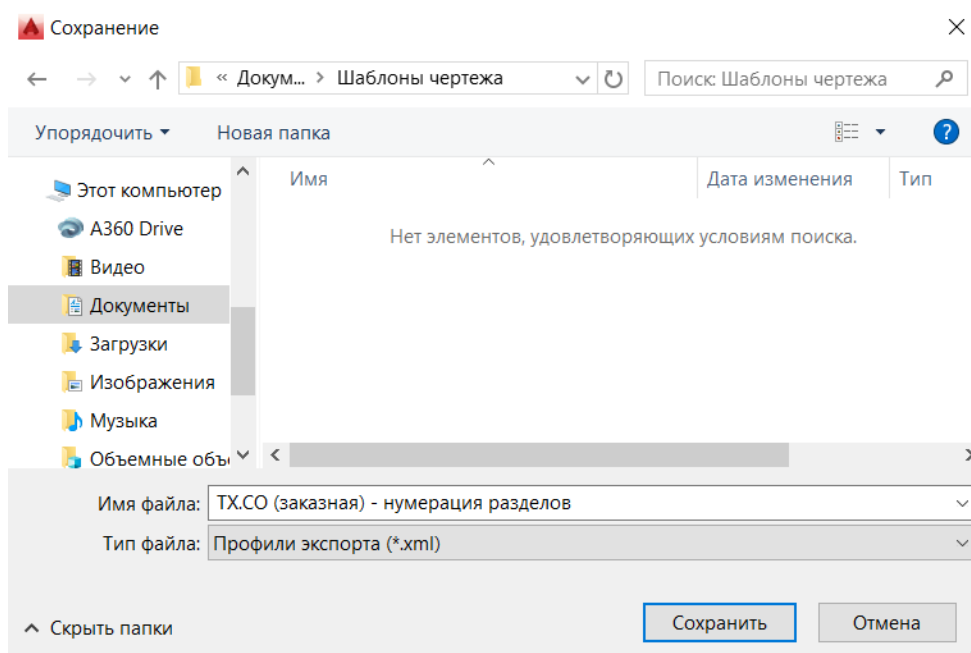 Сохранение
« Докум... > Шаблоны чертежа
Поиск: Шаблоны чертежа
Упорядочить
Новая папка
?
Имя
Дата изменения
Тип
Этот компьютер
A360 Drive
Видео
Документы
Загрузки
Изображения
Музыка
Объемные объ
Нет элементов, удовлетворяющих условиям поиска.
Имя файла: TX.CO (заказная) - нумерация разделов
Тип файла: Профили экспорта (*.xml)
Скрыть папки
Сохранить
Отмена